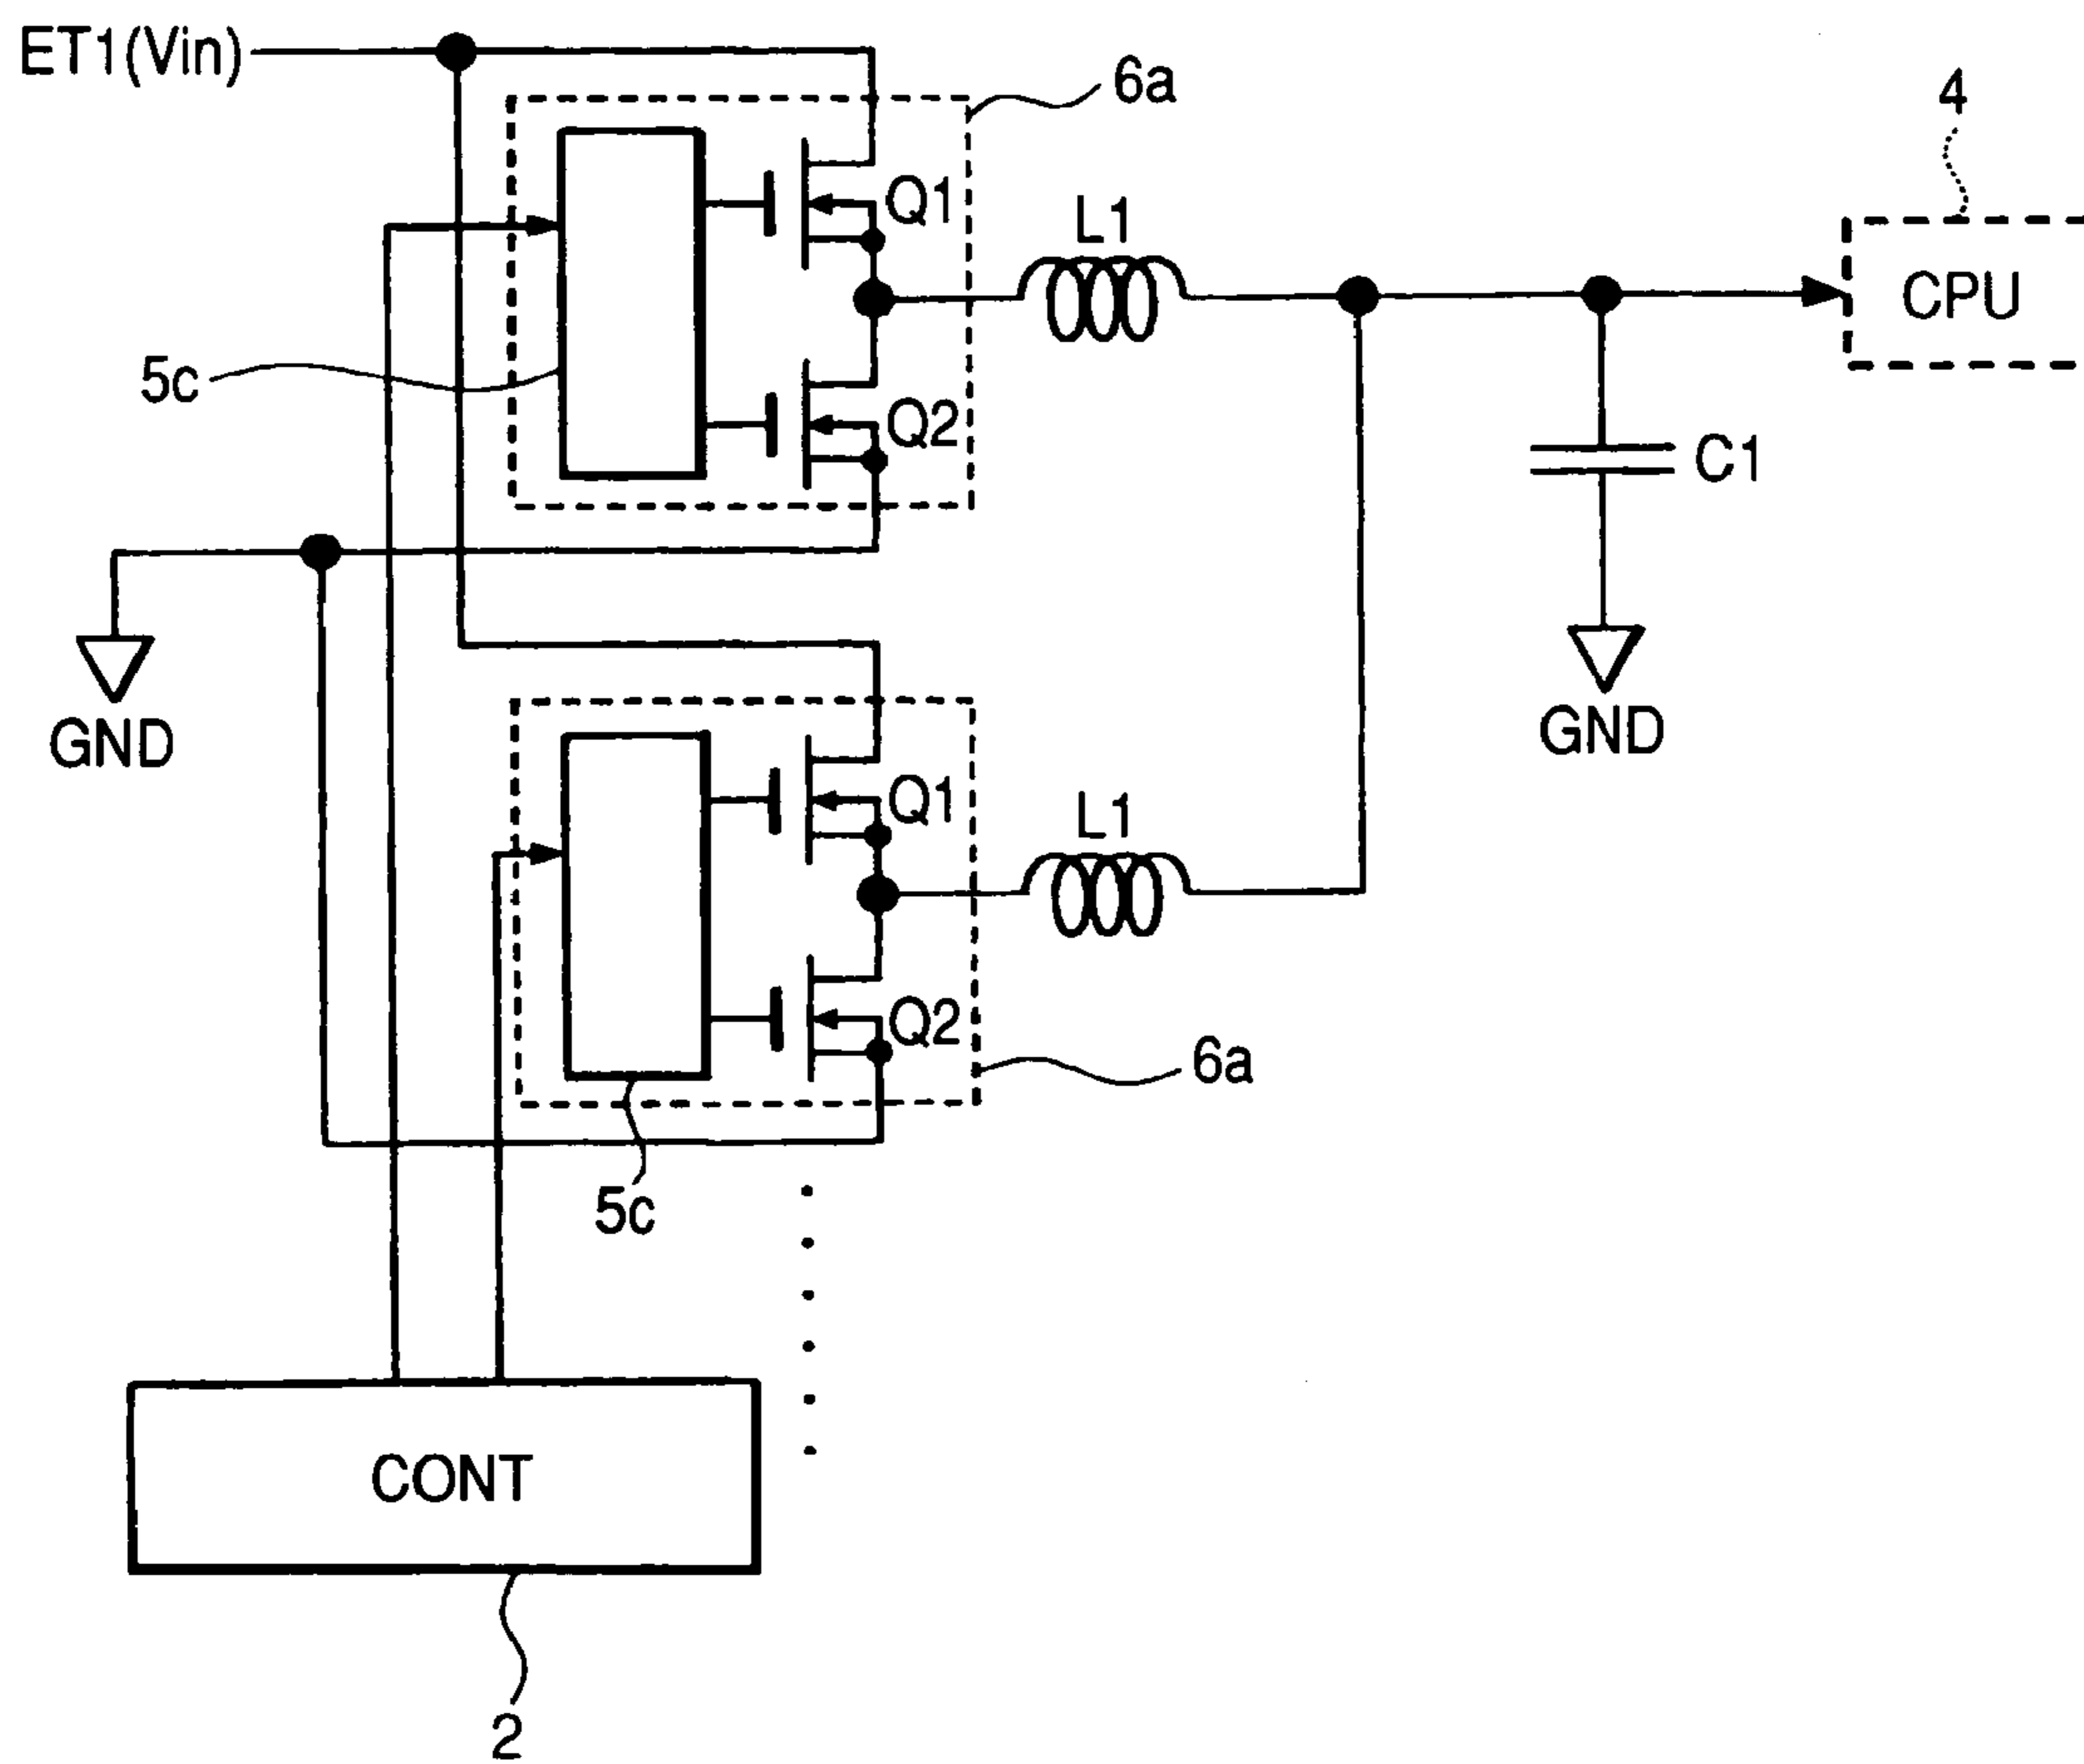 ET1(Vin)
6a
4
Q1
L1
CPU
5c
Q2
C1
GND
GND
Q1
L1
Q2
6a
5c
CONT
2